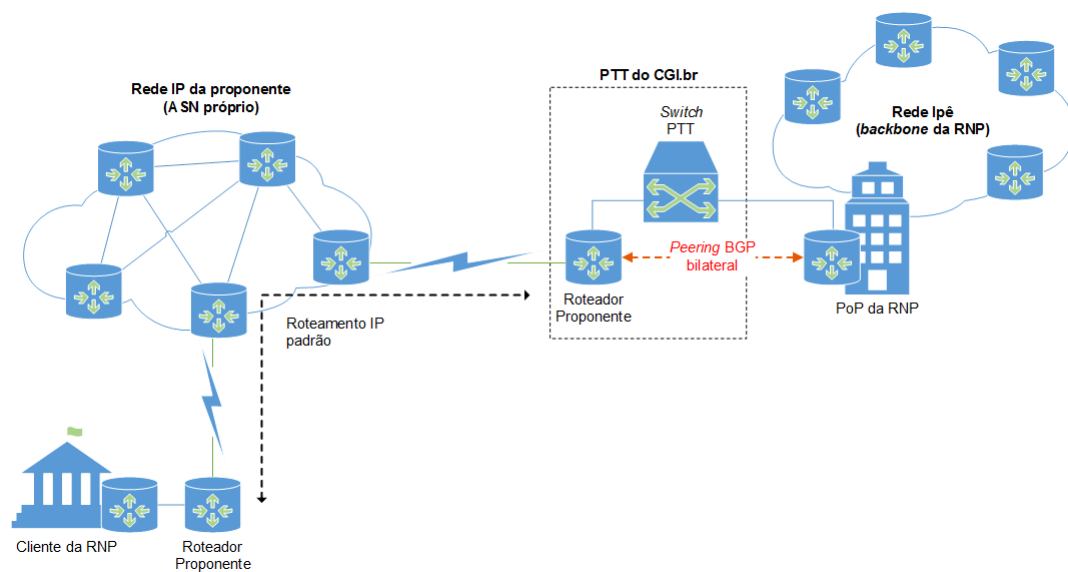 Rede IP da proponente
(ASN próprio)
PTT do CGI.br
Switch
PTT
Rede Ipê
(backbone da RNP)
Peering BGP
bilateral
Roteador
Proponente
PoP da RNP
Roteamento IP
padrão
Cliente da RNP
Roteador
Proponente